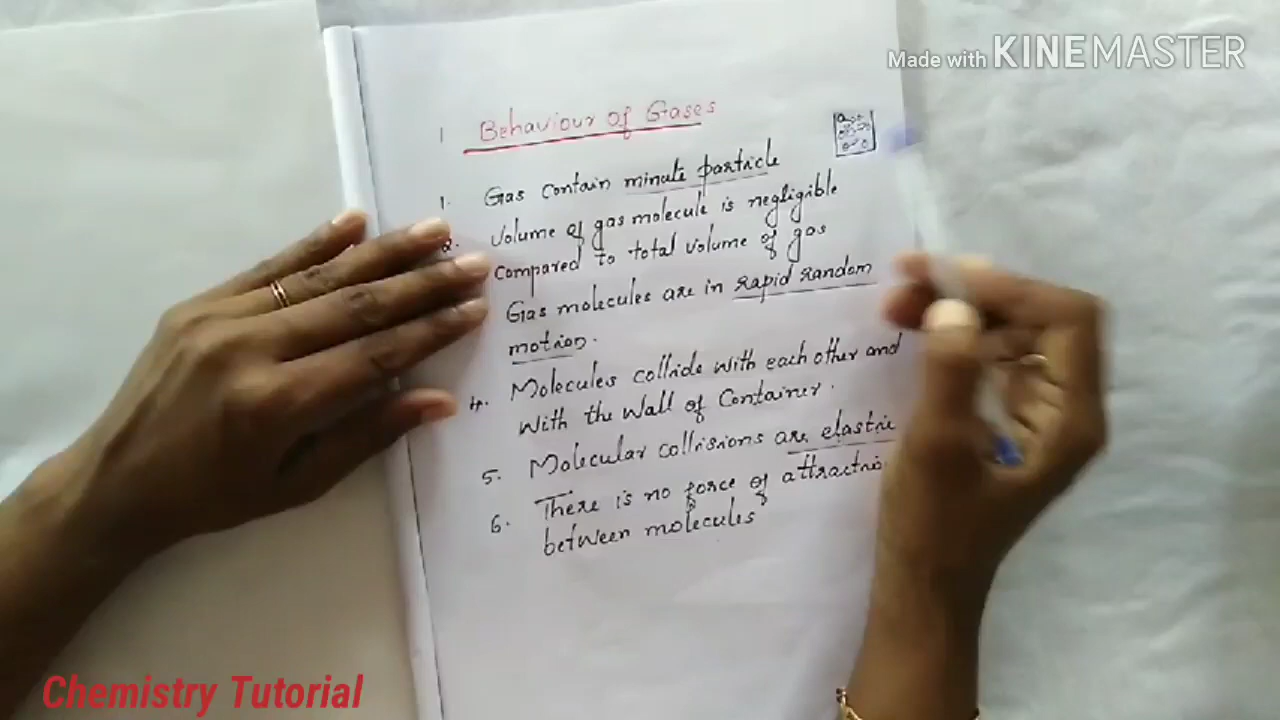 Made with KINEMASTER
1 Behaviour of Gases
1. Gas contain minute particle
2. Volume of gas molecule is negligible
compared to total volume of gas
Gas molecules are in rapid random
motion.
4. Molecules collide with each other and
with the wall of Container.
5. Molecular collisions are elastic
6. There is no force of attraction
between molecules
Chemistry Tutorial